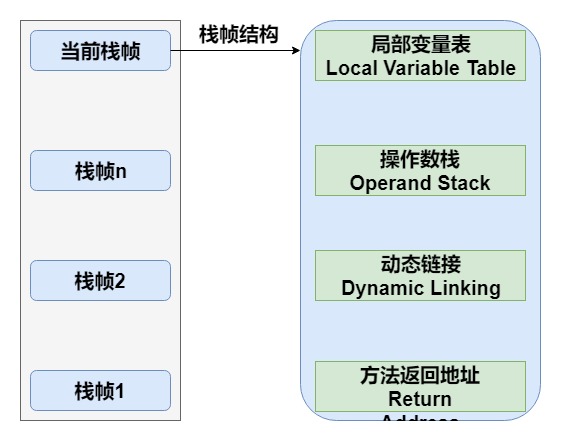 当前栈帧
栈帧结构
栈帧n
栈帧2
栈帧1
局部变量表
Local Variable Table
操作数栈
Operand Stack
动态链接
Dynamic Linking
方法返回地址
Return
Address